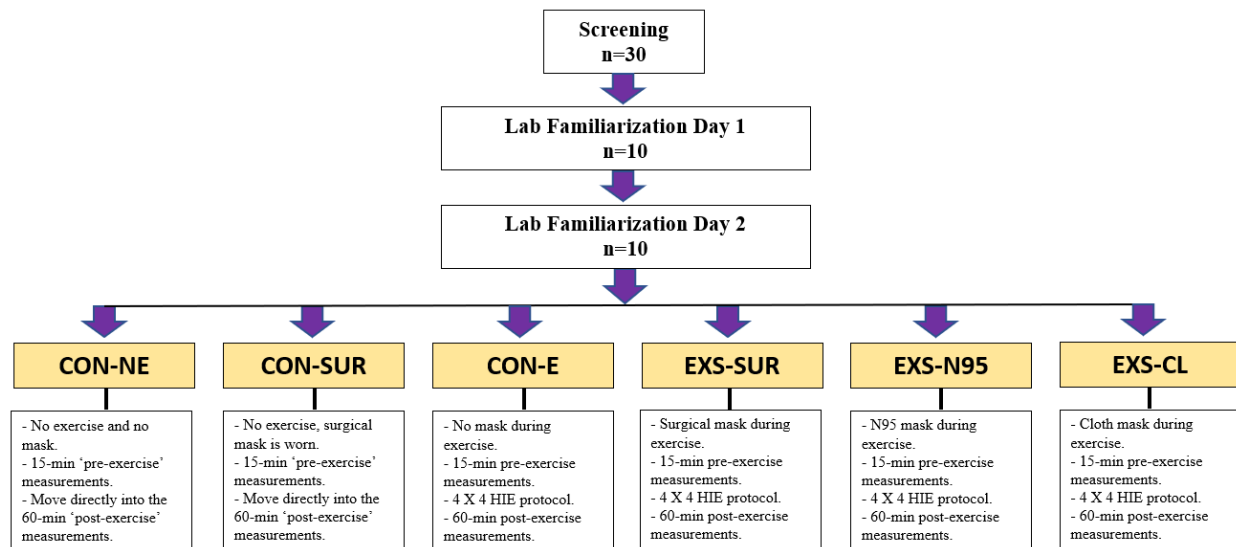 Screening
n=30
Lab Familiarization Day 1
n=10
Lab Familiarization Day 2
n=10
CON-NE
- No exercise and no
mask.
- 15-min ‘pre-exercise’
measurements.
- Move directly into the
60-min ‘post-exercise’
measurements.
CON-SUR
- No exercise, surgical
mask is worn.
- 15-min ‘pre-exercise’
measurements.
- Move directly into the
60-min ‘post-exercise’
measurements.
CON-E
- No mask during
exercise.
- 15-min pre-exercise
measurements.
- 4 X 4 HIE protocol.
- 60-min post-exercise
measurements.
EXS-SUR
- Surgical mask during
exercise.
- 15-min pre-exercise
measurements.
- 4 X 4 HIE protocol.
- 60-min post-exercise
measurements.
EXS-N95
- N95 mask during
exercise.
- 15-min pre-exercise
measurements.
- 4 X 4 HIE protocol.
- 60-min post-exercise
measurements.
EXS-CL
- Cloth mask during
exercise.
- 15-min pre-exercise
measurements.
- 4 X 4 HIE protocol.
- 60-min post-exercise
measurements.